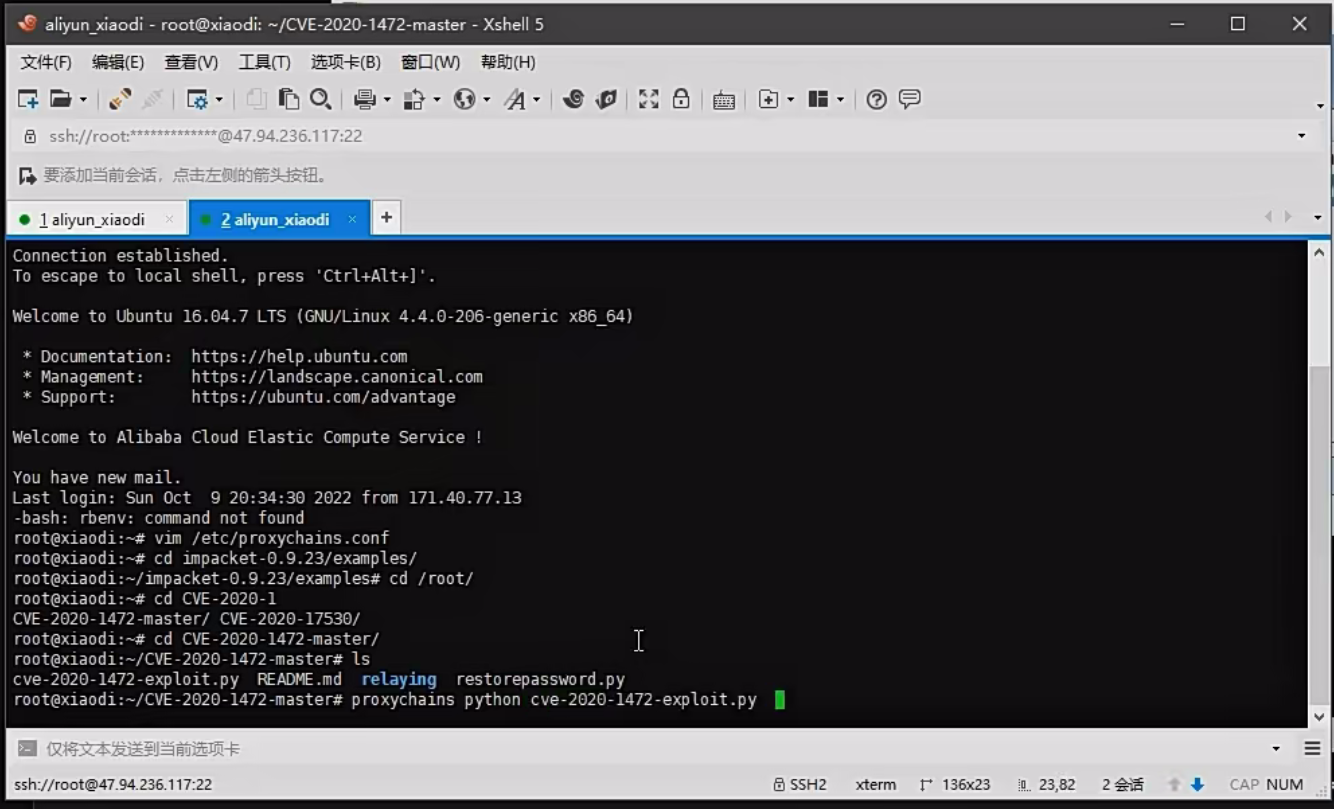 aliyun_xiaodi - root@xiaodi: ~/CVE-2020-1472-master - Xshell 5
文件(F) 编辑(E) 查看(V) 工具(T) 选项卡(B) 窗口(W) 帮助(H)
ssh://root:*************@47.94.236.117:22
要添加当前会话，点击左侧的箭头按钮。
1 aliyun_xiaodi × 2 aliyun_xiaodi × +
Connection established.
To escape to local shell, press 'Ctrl+Alt+]'.
Welcome to Ubuntu 16.04.7 LTS (GNU/Linux 4.4.0-206-generic x86_64)
* Documentation:  https://help.ubuntu.com
* Management:     https://landscape.canonical.com
* Support:        https://ubuntu.com/advantage
Welcome to Alibaba Cloud Elastic Compute Service !
You have new mail.
Last login: Sun Oct  9 20:34:30 2022 from 171.40.77.13
-bash: rbenv: command not found
root@xiaodi:~# vim /etc/proxychains.conf
root@xiaodi:~# cd impacket-0.9.23/examples/
root@xiaodi:~/impacket-0.9.23/examples# cd /root/
root@xiaodi:~# cd CVE-2020-1
CVE-2020-1472-master/ CVE-2020-17530/
root@xiaodi:~# cd CVE-2020-1472-master/
root@xiaodi:~/CVE-2020-1472-master# ls
cve-2020-1472-exploit.py  README.md  relaying  restorepassword.py
root@xiaodi:~/CVE-2020-1472-master# proxychains python cve-2020-1472-exploit.py
仅将文本发送到当前选项卡
ssh://root@47.94.236.117:22 SSH2 xterm 136x23 23,82 2 会话 CAP NUM